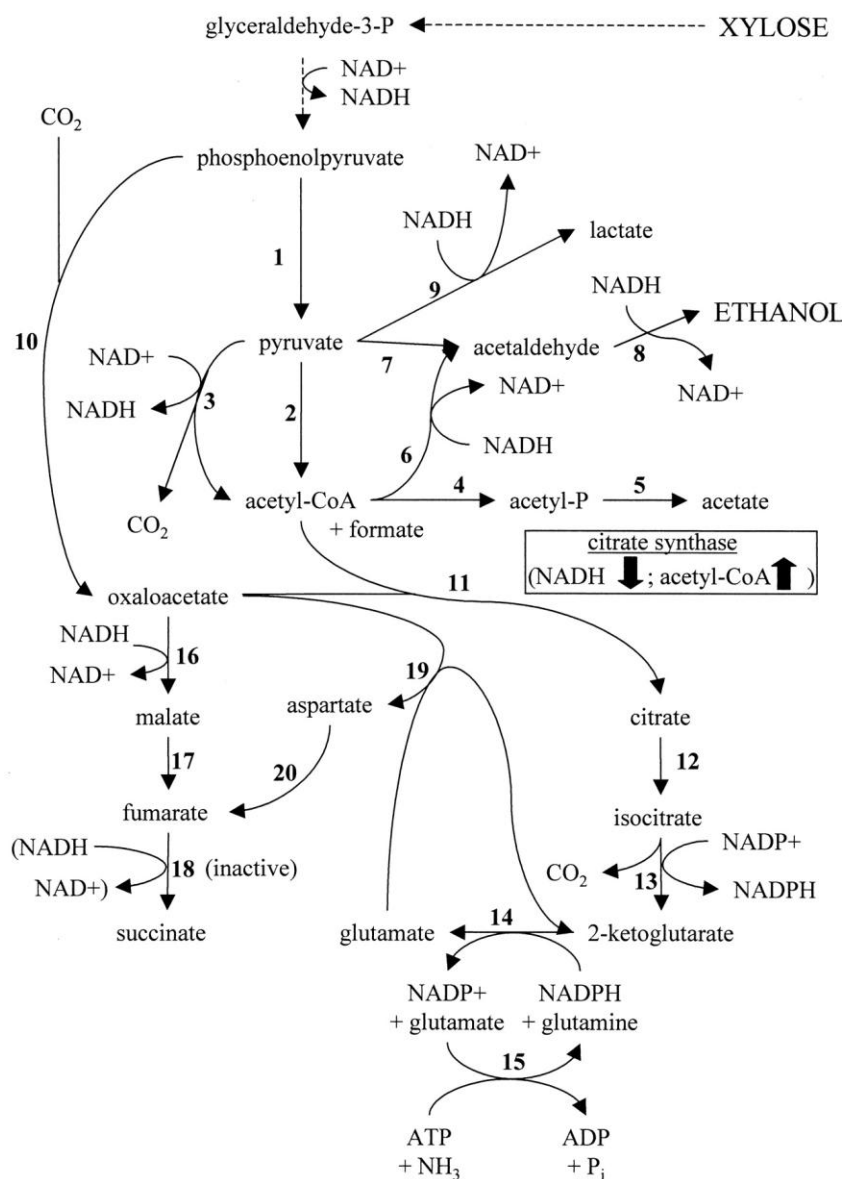 glyceraldehyde-3-P
XYLOSE
NAD+
NADH
CO2
phosphoenolpyruvate
NAD+
NADH
lactate
1
9
NADH
ETHANOL
10
pyruvate
7
acetaldehyde
8
NAD+
NADH
3
2
NAD+
NAD+
6
NADH
acetyl-CoA
4
acetyl-P
5
acetate
CO2
+ formate
citrate synthase
(NADH ; acetyl-CoA )
11
oxaloacetate
NADH
16
NAD+
19
malate
aspartate
citrate
17
20
12
fumarate
isocitrate
(NADH
18 (inactive)
NAD+)
NADP+
CO2
13
NADPH
succinate
glutamate
14
2-ketoglutarate
NADP+
+ glutamate
NADPH
+ glutamine
15
ATP
+ NH3
ADP
+ Pi